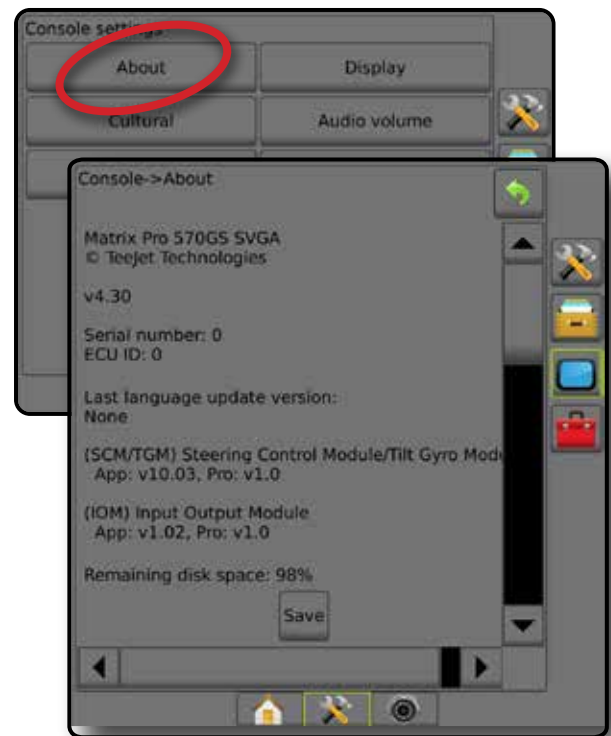 Console settings
About
Display
Cultural
Audio volume
Console->About
Matrix Pro 570GS SVGA
© TeeJet Technologies
v4.30
Serial number: 0
ECU ID: 0
Last language update version:
None
(SCM/TGM) Steering Control Module/Tilt Gyro Modu
App: v10.03, Pro: v1.0
(IOM) Input Output Module
App: v1.02, Pro: v1.0
Remaining disk space: 98%
Save